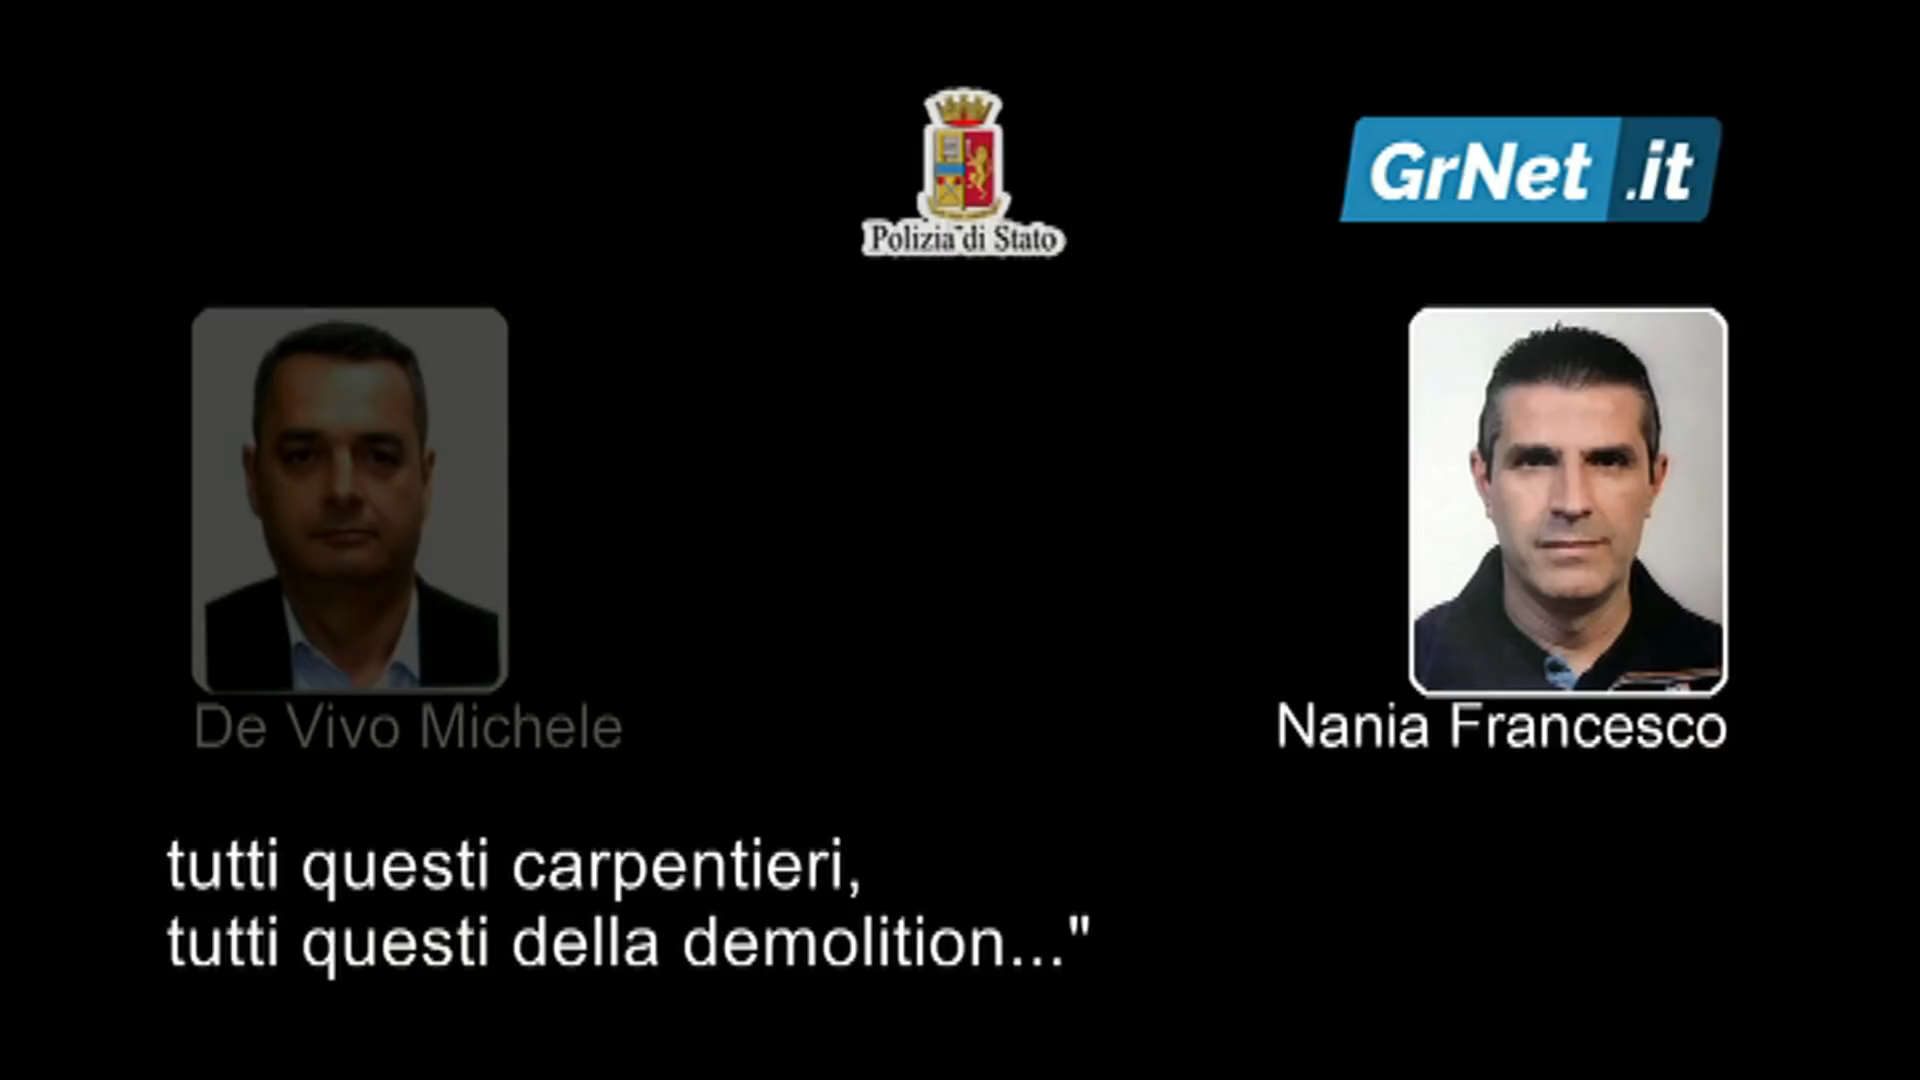 Polizia di Stato
GrNet.it
De Vivo Michele
Nania Francesco
tutti questi carpentieri,
tutti questi della demolition..."